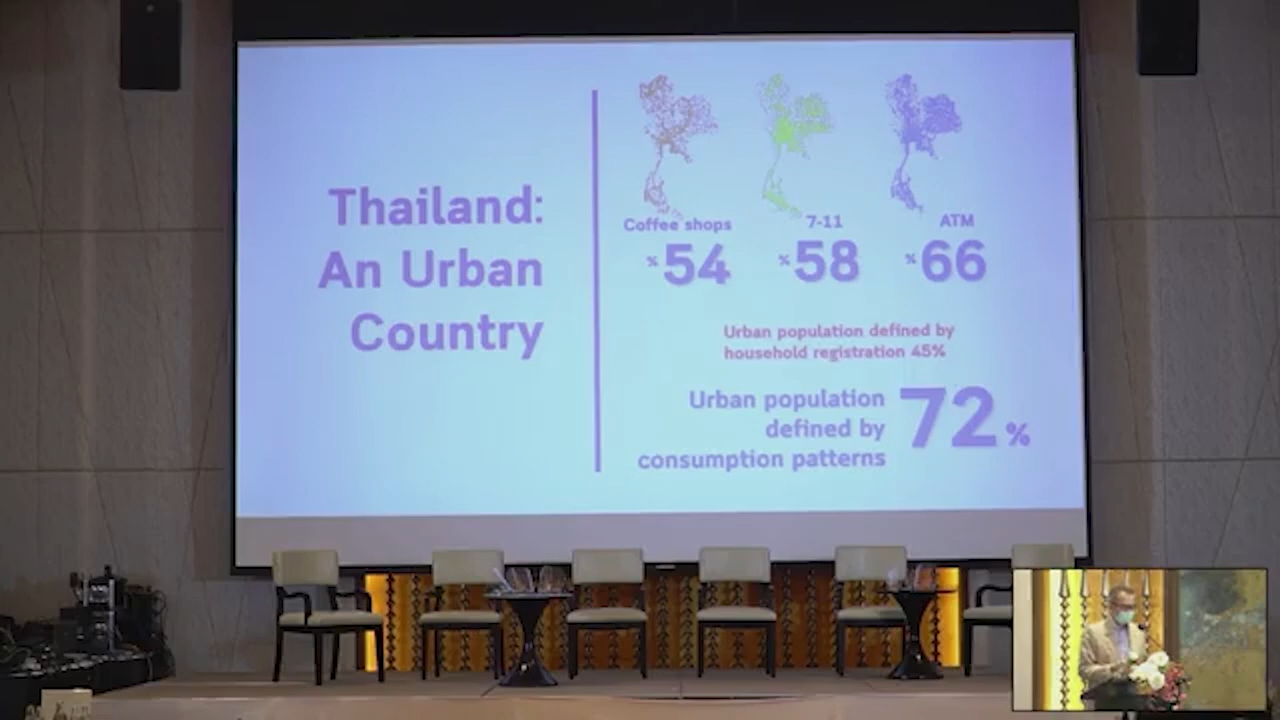 Thailand:
An Urban
Country
Coffee shops
7-11
ATM
% 54
% 58
% 66
Urban population defined by
household registration 45%
Urban population
defined by
consumption patterns
72 %